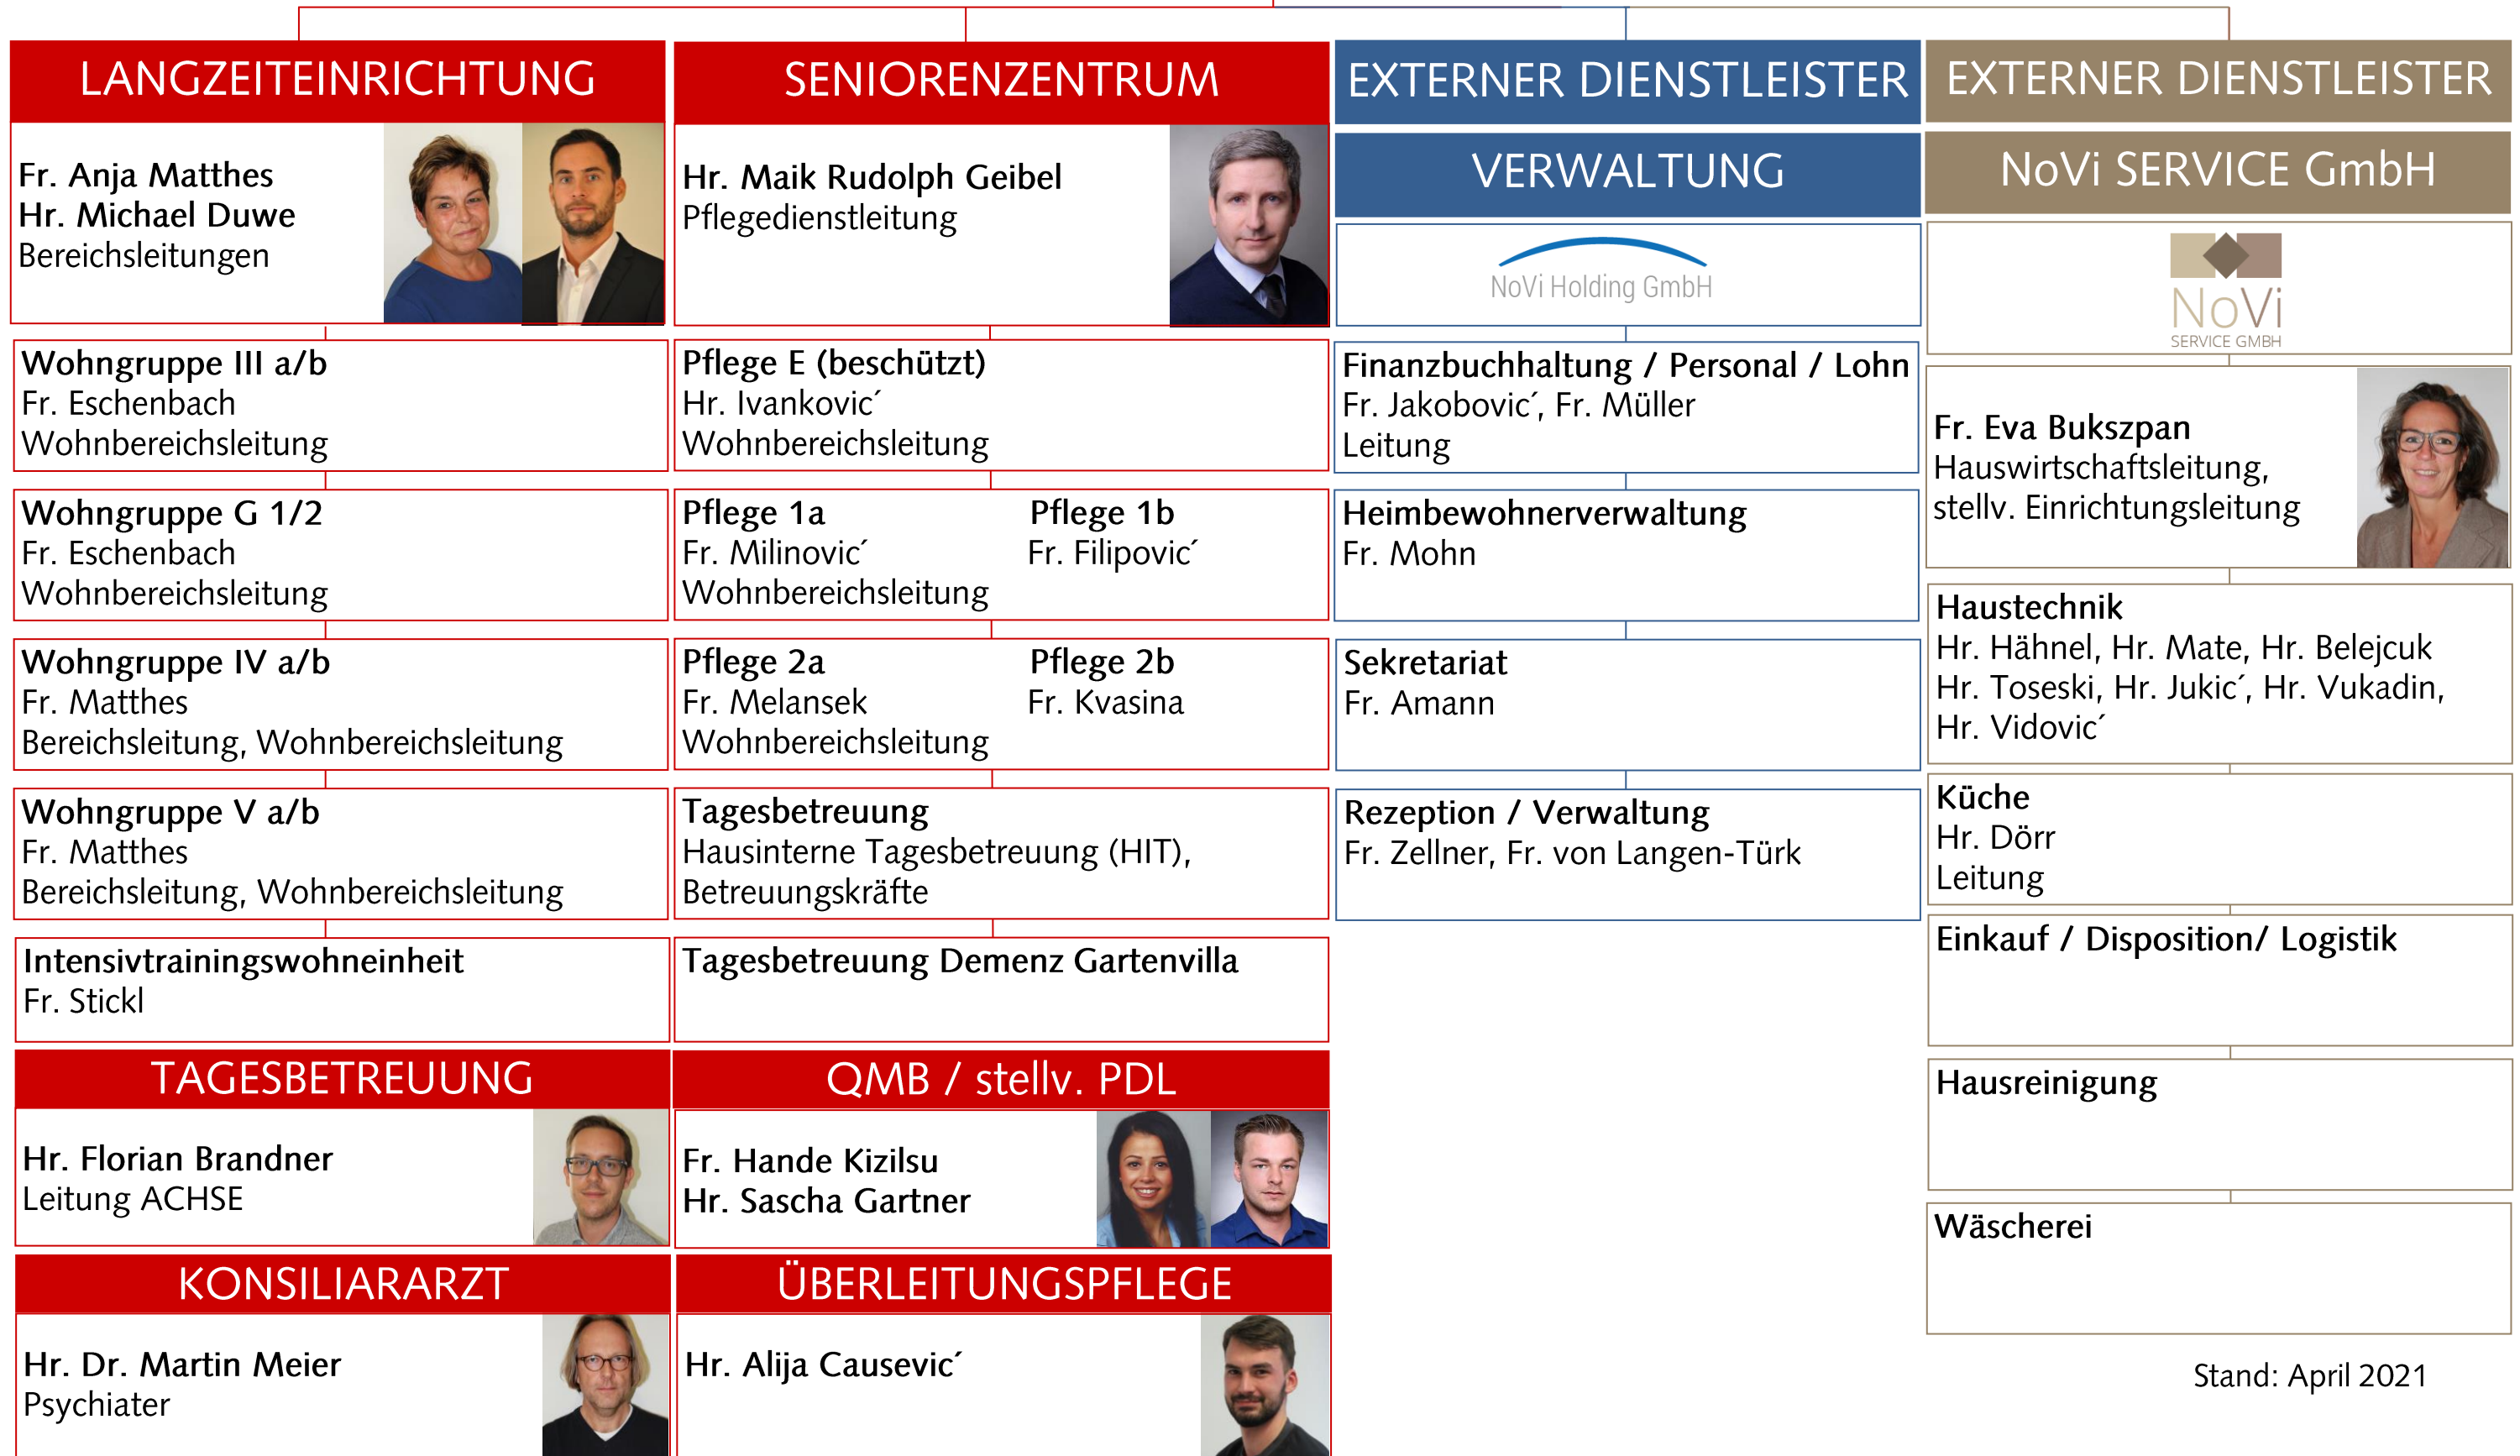 LANGZEITEINRICHTUNG
Fr. Anja Matthes
Hr. Michael Duwe
Bereichsleitungen
Wohngruppe III a/b
Fr. Eschenbach
Wohnbereichsleitung
Wohngruppe G 1/2
Fr. Eschenbach
Wohnbereichsleitung
Wohngruppe IV a/b
Fr. Matthes
Bereichsleitung, Wohnbereichsleitung
Wohngruppe V a/b
Fr. Matthes
Bereichsleitung, Wohnbereichsleitung
Intensivtrainingswohneinheit
Fr. Stickl
TAGESBETREUUNG
Hr. Florian Brandner
Leitung ACHSE
KONSILIARARZT
Hr. Dr. Martin Meier
Psychiater
SENIORENZENTRUM
Hr. Maik Rudolph Geibel
Pflegedienstleitung
Pflege E (beschützt)
Hr. Ivankovic´
Wohnbereichsleitung
Pflege 1a Pflege 1b
Fr. Milinovic´ Fr. Filipovic´
Wohnbereichsleitung
Pflege 2a Pflege 2b
Fr. Melansek Fr. Kvasina
Wohnbereichsleitung
Tagesbetreuung
Hausinterne Tagesbetreuung (HIT),
Betreuungskräfte
Tagesbetreuung Demenz Gartenvilla
QMB / stellv. PDL
Fr. Hande Kizilsu
Hr. Sascha Gartner
ÜBERLEITUNGSPFLEGE
Hr. Alija Causevic´
EXTERNER DIENSTLEISTER
VERWALTUNG
NoVi Holding GmbH
Finanzbuchhaltung / Personal / Lohn
Fr. Jakobovic´, Fr. Müller
Leitung
Heimbewohnerverwaltung
Fr. Mohn
Sekretariat
Fr. Amann
Rezeption / Verwaltung
Fr. Zellner, Fr. von Langen-Türk
EXTERNER DIENSTLEISTER
NoVi SERVICE GmbH
NoVi
SERVICE GMBH
Fr. Eva Bukszpan
Hauswirtschaftsleitung,
stellv. Einrichtungsleitung
Haustechnik
Hr. Hähnel, Hr. Mate, Hr. Belejcuk
Hr. Toseski, Hr. Jukic´, Hr. Vukadin,
Hr. Vidovic´
Küche
Hr. Dörr
Leitung
Einkauf / Disposition/ Logistik
Hausreinigung
Wäscherei
Stand: April 2021